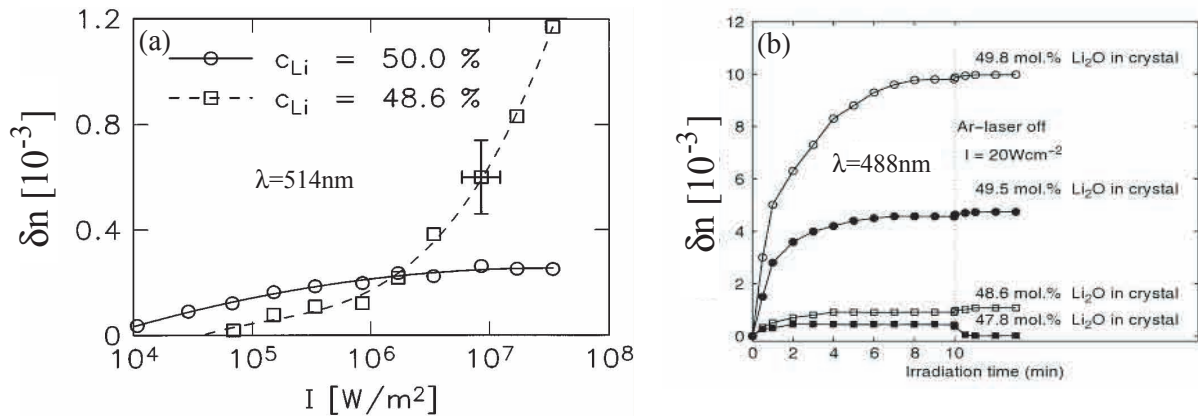 (a)
c_Li = 50.0 %
c_Li = 48.6 %
λ=514nm
δn [10^-3]
1.2
0.8
0.4
0
10^4 10^5 10^6 10^7 10^8
I [W/m²]
(b)
49.8 mol.% Li₂O in crystal
Ar-laser off
I = 20Wcm^-2
λ=488nm
49.5 mol.% Li₂O in crystal
48.6 mol.% Li₂O in crystal
47.8 mol.% Li₂O in crystal
δn [10^-3]
12
10
8
6
4
2
0
0 2 4 6 8 10
Irradiation time (min)